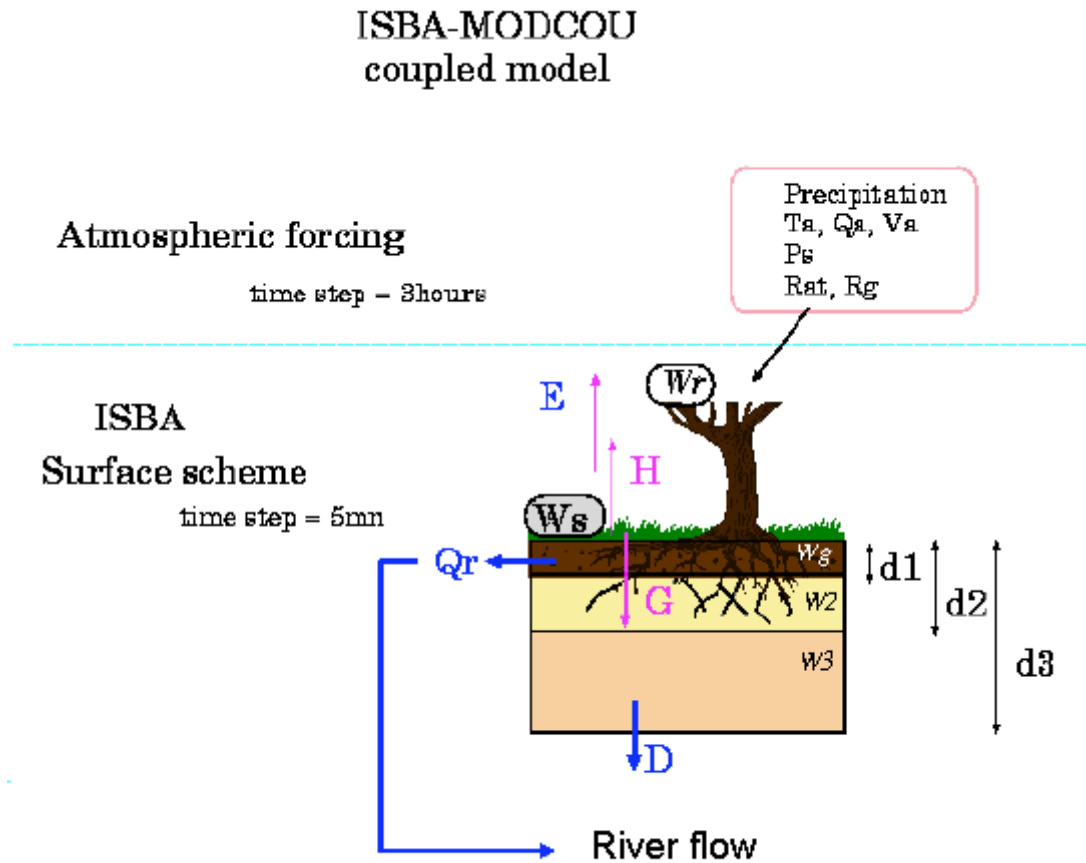 ISBA-MODCOU
coupled model
Precipitation
Ta, Qa, Va
Ps
Rat, Rg
Atmospheric forcing
time step = 3hours
Wr
E
ISBA
H
Surface scheme
time step = 5mn
Ws
Wg
Qr
d1
G
W2
d2
W3
d3
D
River flow